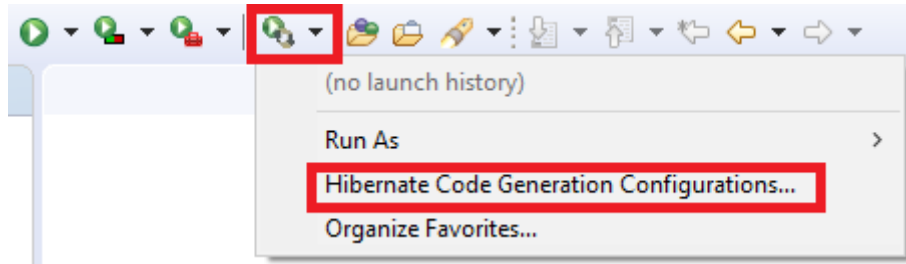 (no launch history)
Run As
Hibernate Code Generation Configurations...
Organize Favorites...